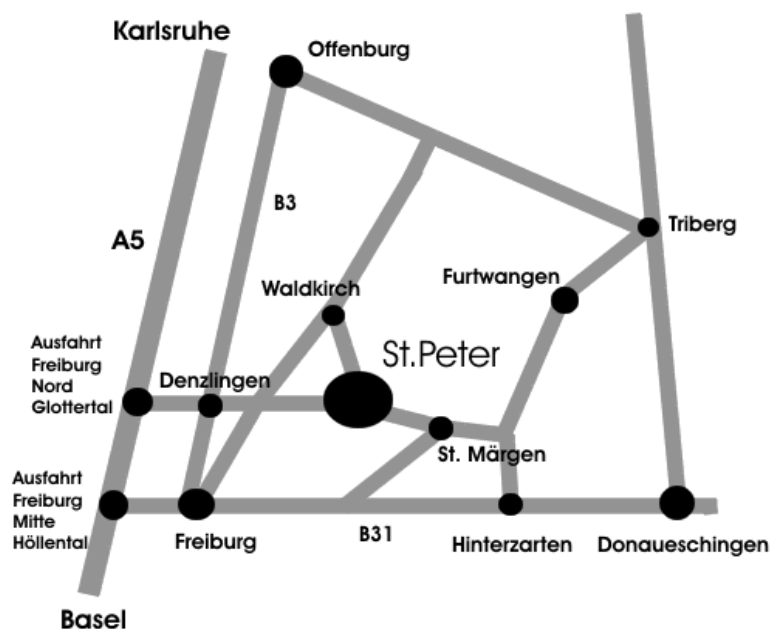 Karlsruhe
Offenburg
B3
Triberg
A5
Furtwangen
Waldkirch
Ausfahrt
Freiburg
Nord
Glottertal
St.Peter
Denzlingen
St. Märgen
Ausfahrt
Freiburg
Mitte
Höllental
B31
Freiburg
Hinterzarten
Donaueschingen
Basel